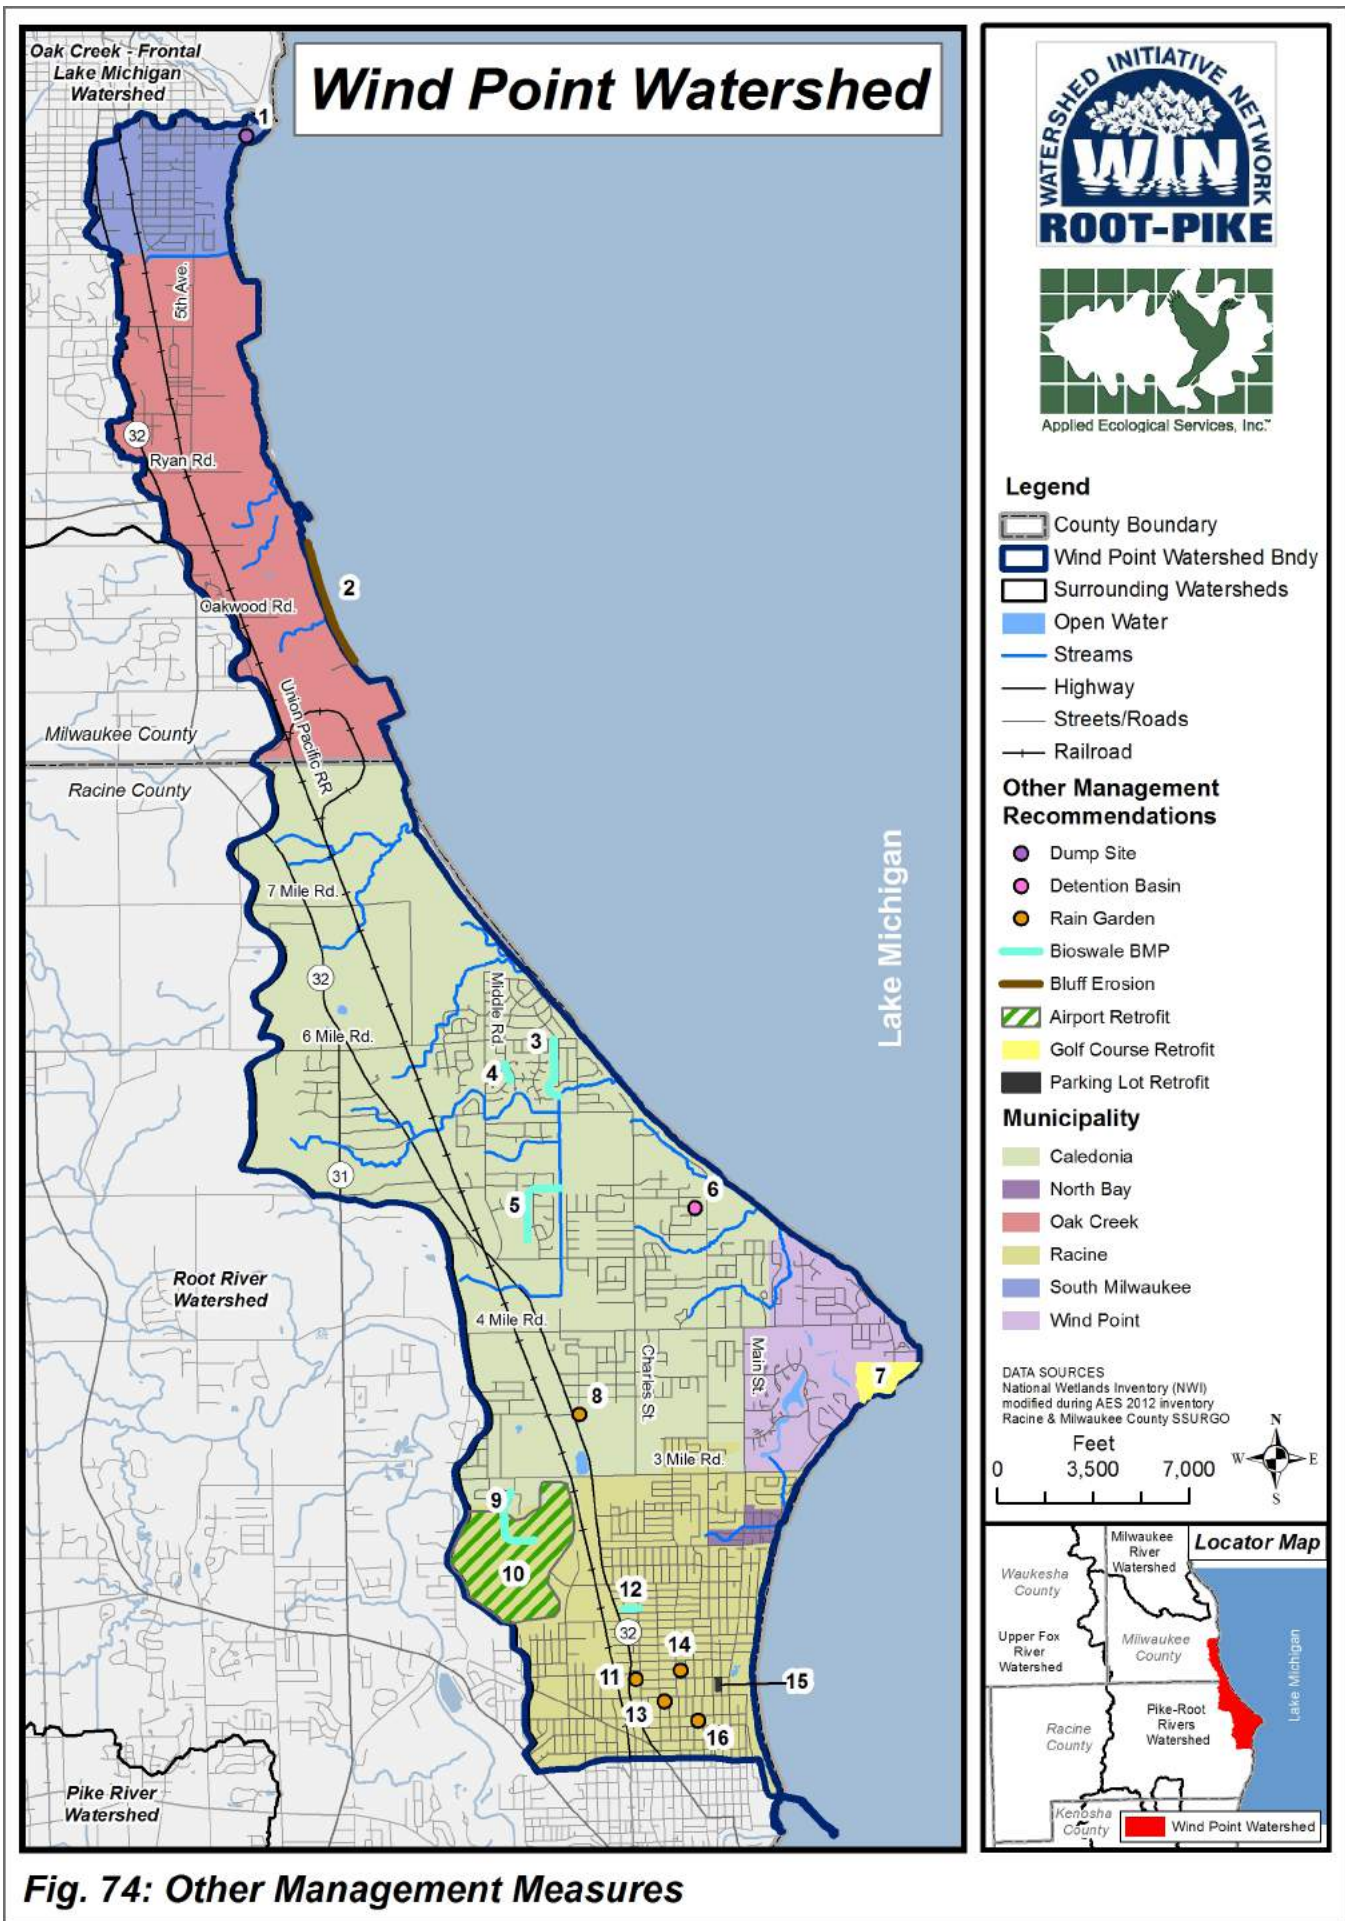 Oak Creek - Frontal
Lake Michigan
Watershed
Wind Point Watershed
1
5th Ave.
32
Ryan Rd.
2
Oakwood Rd.
Union Pacific RR
Milwaukee County
Racine County
7 Mile Rd.
32
Middle Rd.
6 Mile Rd.
3
4
Lake Michigan
31
5
6
Root River
Watershed
4 Mile Rd.
Charles St.
Main St.
7
8
3 Mile Rd.
9
10
12
32
14
11
15
13
16
Pike River
Watershed
WATERSHED INITIATIVE NETWORK
WIN
ROOT-PIKE
Applied Ecological Services, Inc.™
Legend
County Boundary
Wind Point Watershed Bndy
Surrounding Watersheds
Open Water
Streams
Highway
Streets/Roads
Railroad
Other Management
Recommendations
Dump Site
Detention Basin
Rain Garden
Bioswale BMP
Bluff Erosion
Airport Retrofit
Golf Course Retrofit
Parking Lot Retrofit
Municipality
Caledonia
North Bay
Oak Creek
Racine
South Milwaukee
Wind Point
DATA SOURCES
National Wetlands Inventory (NWI)
modified during AES 2012 inventory
Racine & Milwaukee County SSURGO
Feet
0 3,500 7,000
N
W E
S
Locator Map
Milwaukee
River
Watershed
Waukesha
County
Upper Fox
River
Watershed
Milwaukee
County
Lake Michigan
Pike-Root
Rivers
Watershed
Racine
County
Kenosha
County
Wind Point Watershed
Fig. 74: Other Management Measures